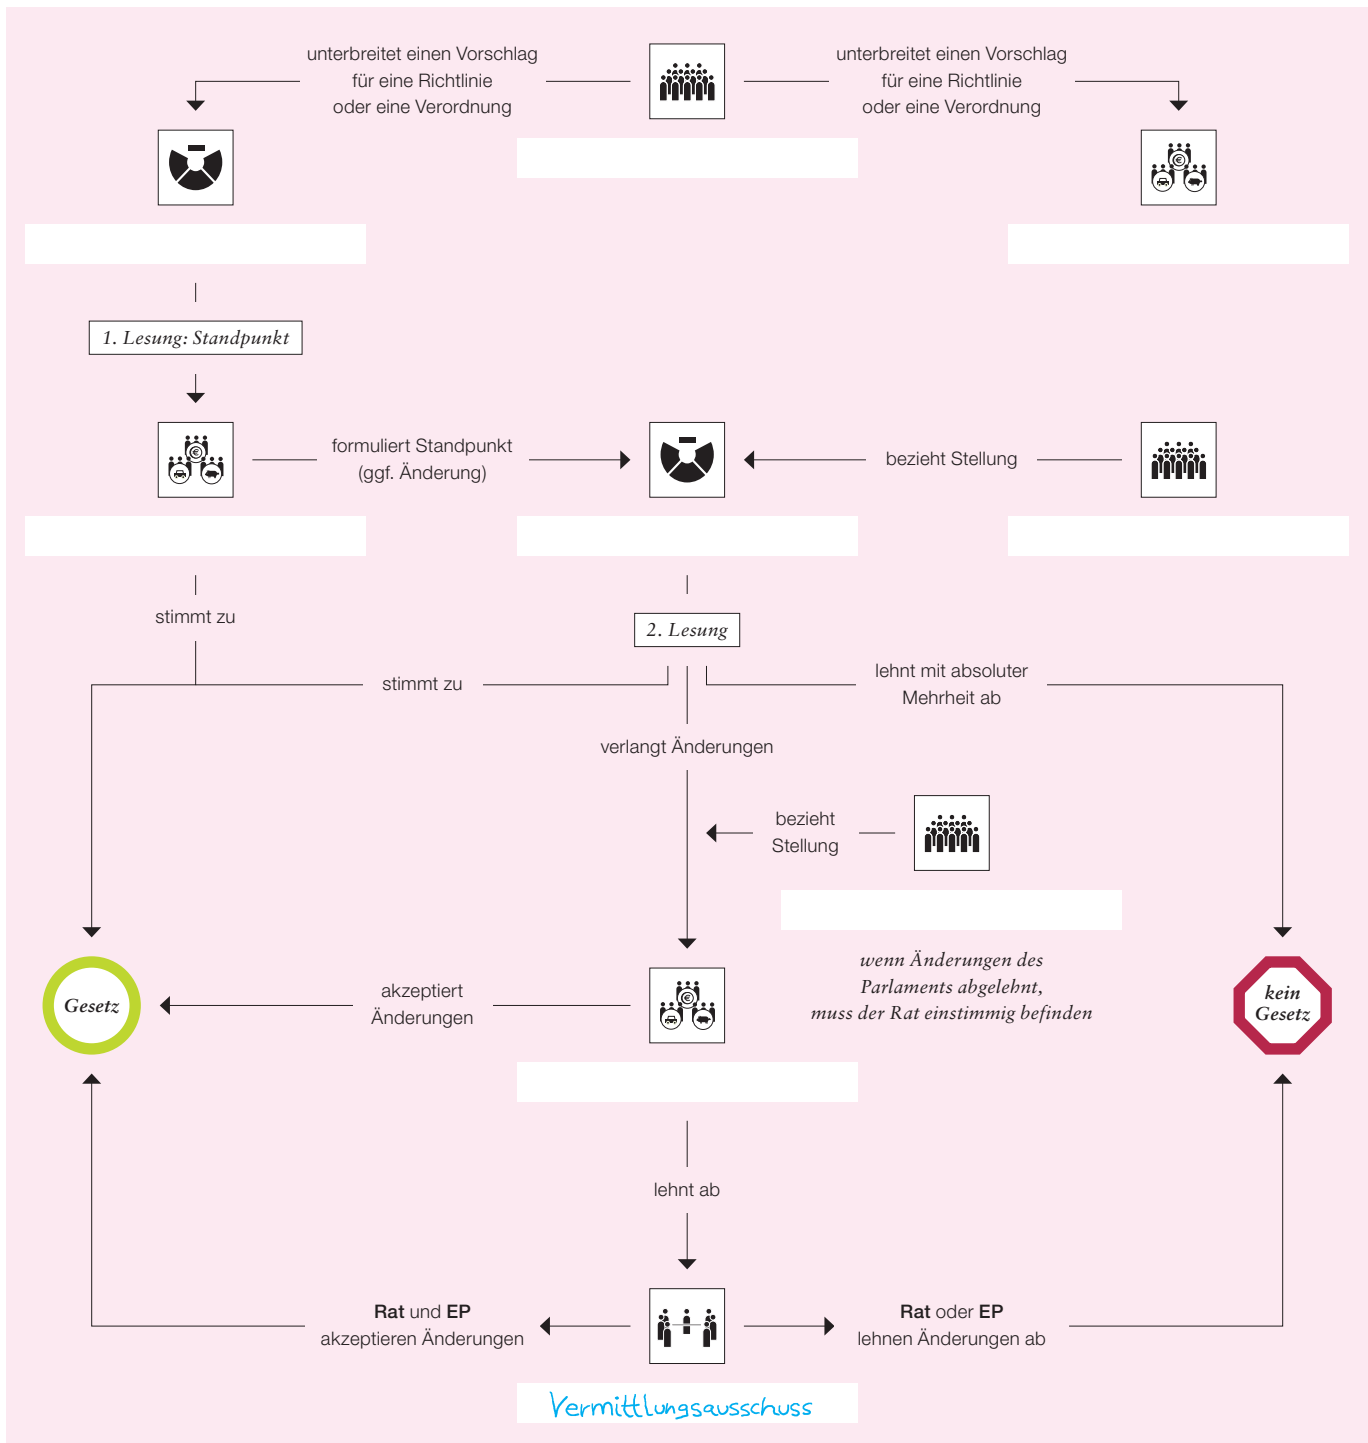 unterbreitet einen Vorschlag
für eine Richtlinie
oder eine Verordnung
unterbreitet einen Vorschlag
für eine Richtlinie
oder eine Verordnung
1. Lesung: Standpunkt
formuliert Standpunkt
(ggf. Änderung)
bezieht Stellung
stimmt zu
2. Lesung
stimmt zu
lehnt mit absoluter
Mehrheit ab
verlangt Änderungen
bezieht
Stellung
wenn Änderungen des
Parlaments abgelehnt,
muss der Rat einstimmig befinden
Gesetz
akzeptiert
Änderungen
kein
Gesetz
lehnt ab
Rat und EP
akzeptieren Änderungen
Rat oder EP
lehnen Änderungen ab
Vermittlungsausschuss